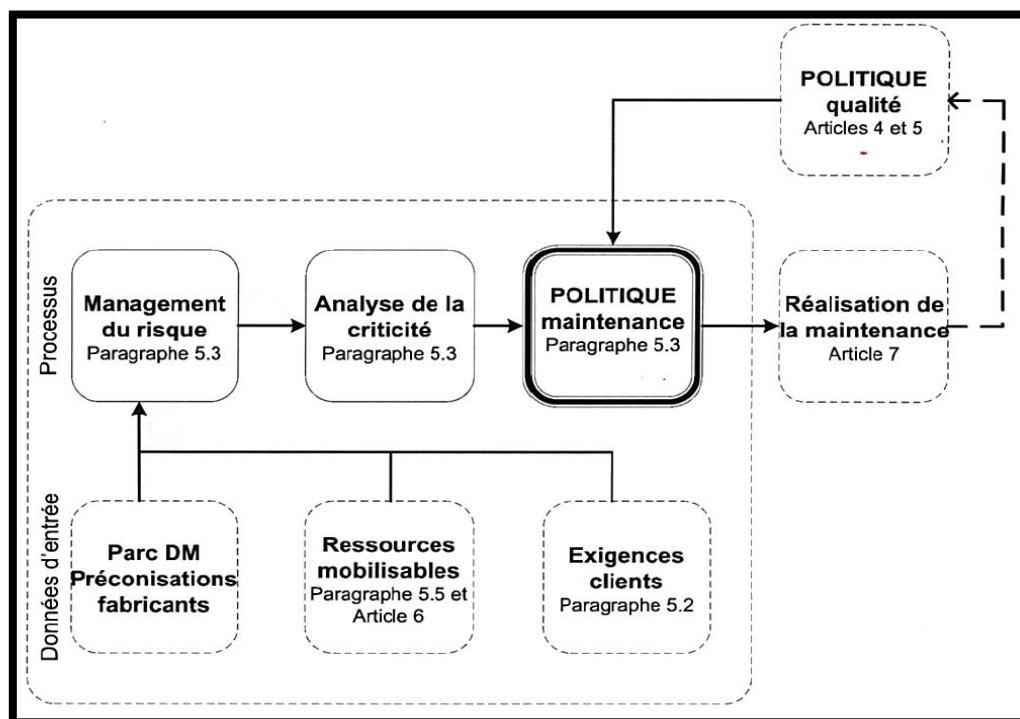 POLITIQUE
qualité
Articles 4 et 5
Processus
Management
du risque
Paragraphe 5.3
Analyse de la
criticité
Paragraphe 5.3
POLITIQUE
maintenance
Paragraphe 5.3
Réalisation de
la maintenance
Article 7
Données d'entrée
Parc DM
Préconisations
fabricants
Ressources
mobilisables
Paragraphe 5.5 et
Article 6
Exigences
clients
Paragraphe 5.2